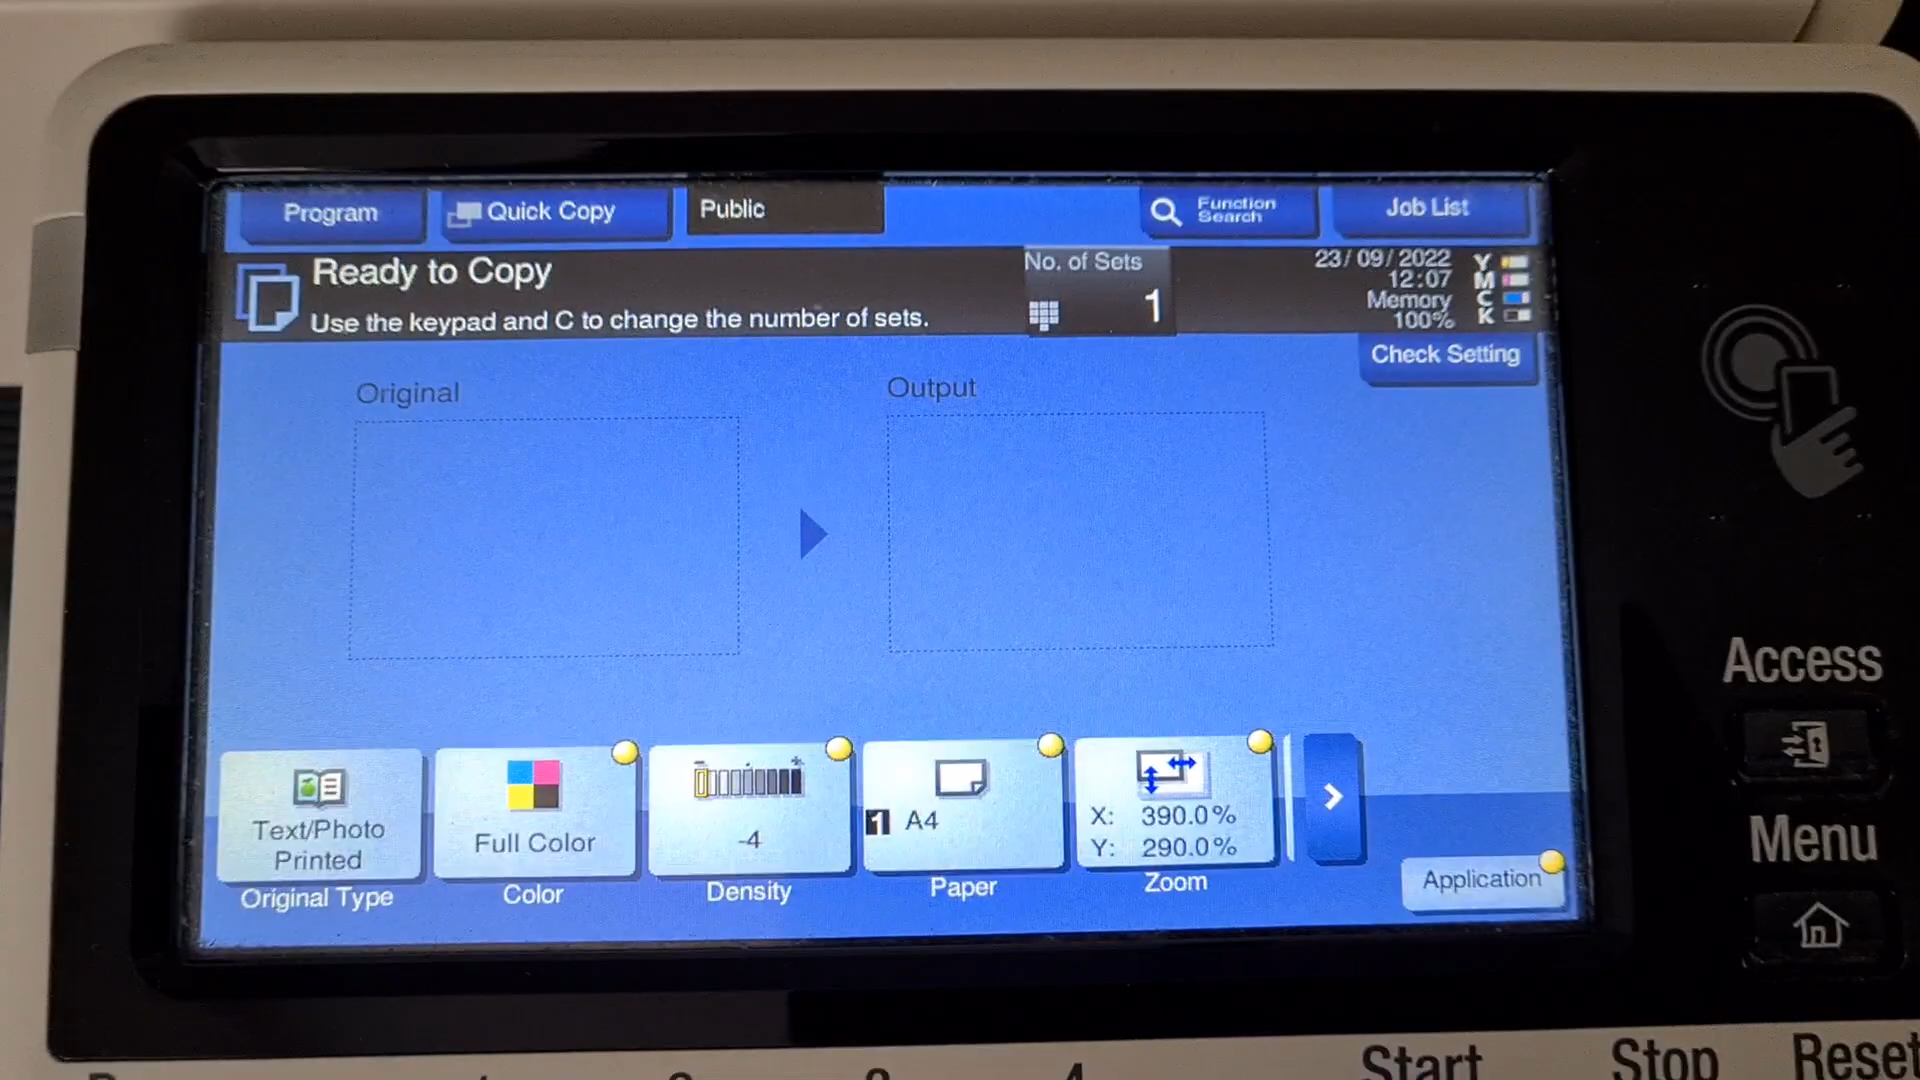 Program
Quick Copy
Public
Function
Search
Job List
Ready to Copy
Use the keypad and C to change the number of sets.
No. of Sets
1
23/09/2022
12:07
Memory
100%
Y
M
C
K
Check Setting
Original
Output
Text/Photo
Printed
Original Type
Full Color
Color
-4
Density
1 A4
Paper
X: 390.0%
Y: 290.0%
Zoom
Application
Access
Menu
Start
Stop
Reset